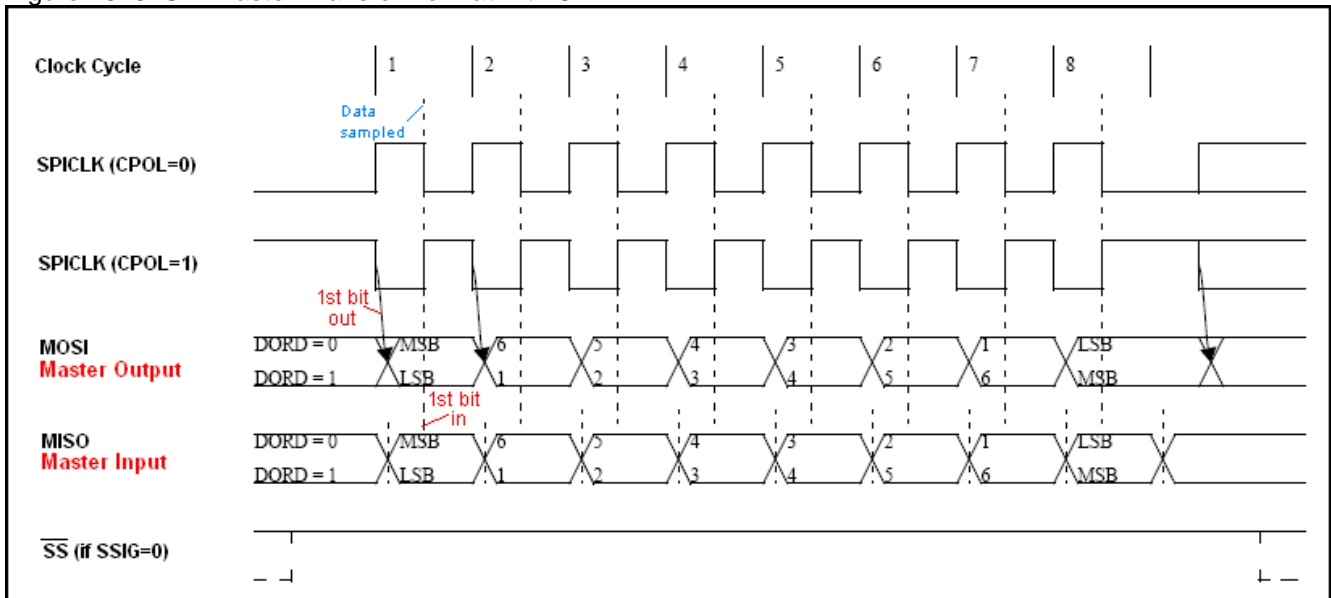 Clock Cycle 1 2 3 4 5 6 7 8
Data
sampled
SPICLK (CPOL=0)
SPICLK (CPOL=1)
1st bit
out
MOSI DORD = 0 MSB 6 5 4 3 2 1 LSB
Master Output DORD = 1 LSB 1 2 3 4 5 6 MSB
1st bit
in
MISO DORD = 0 MSB 6 5 4 3 2 1 LSB
Master Input DORD = 1 LSB 1 2 3 4 5 6 MSB
SS (if SSIG=0)